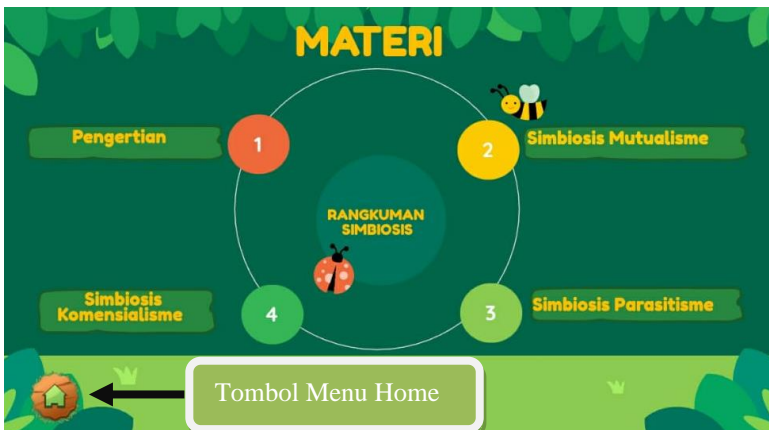 MATERI
Pengertian
1
2
Simbiosis Mutualisme
RANGKUMAN
SIMBIOSIS
Simbiosis
Komensialisme
4
3
Simbiosis Parasitisme
Tombol Menu Home